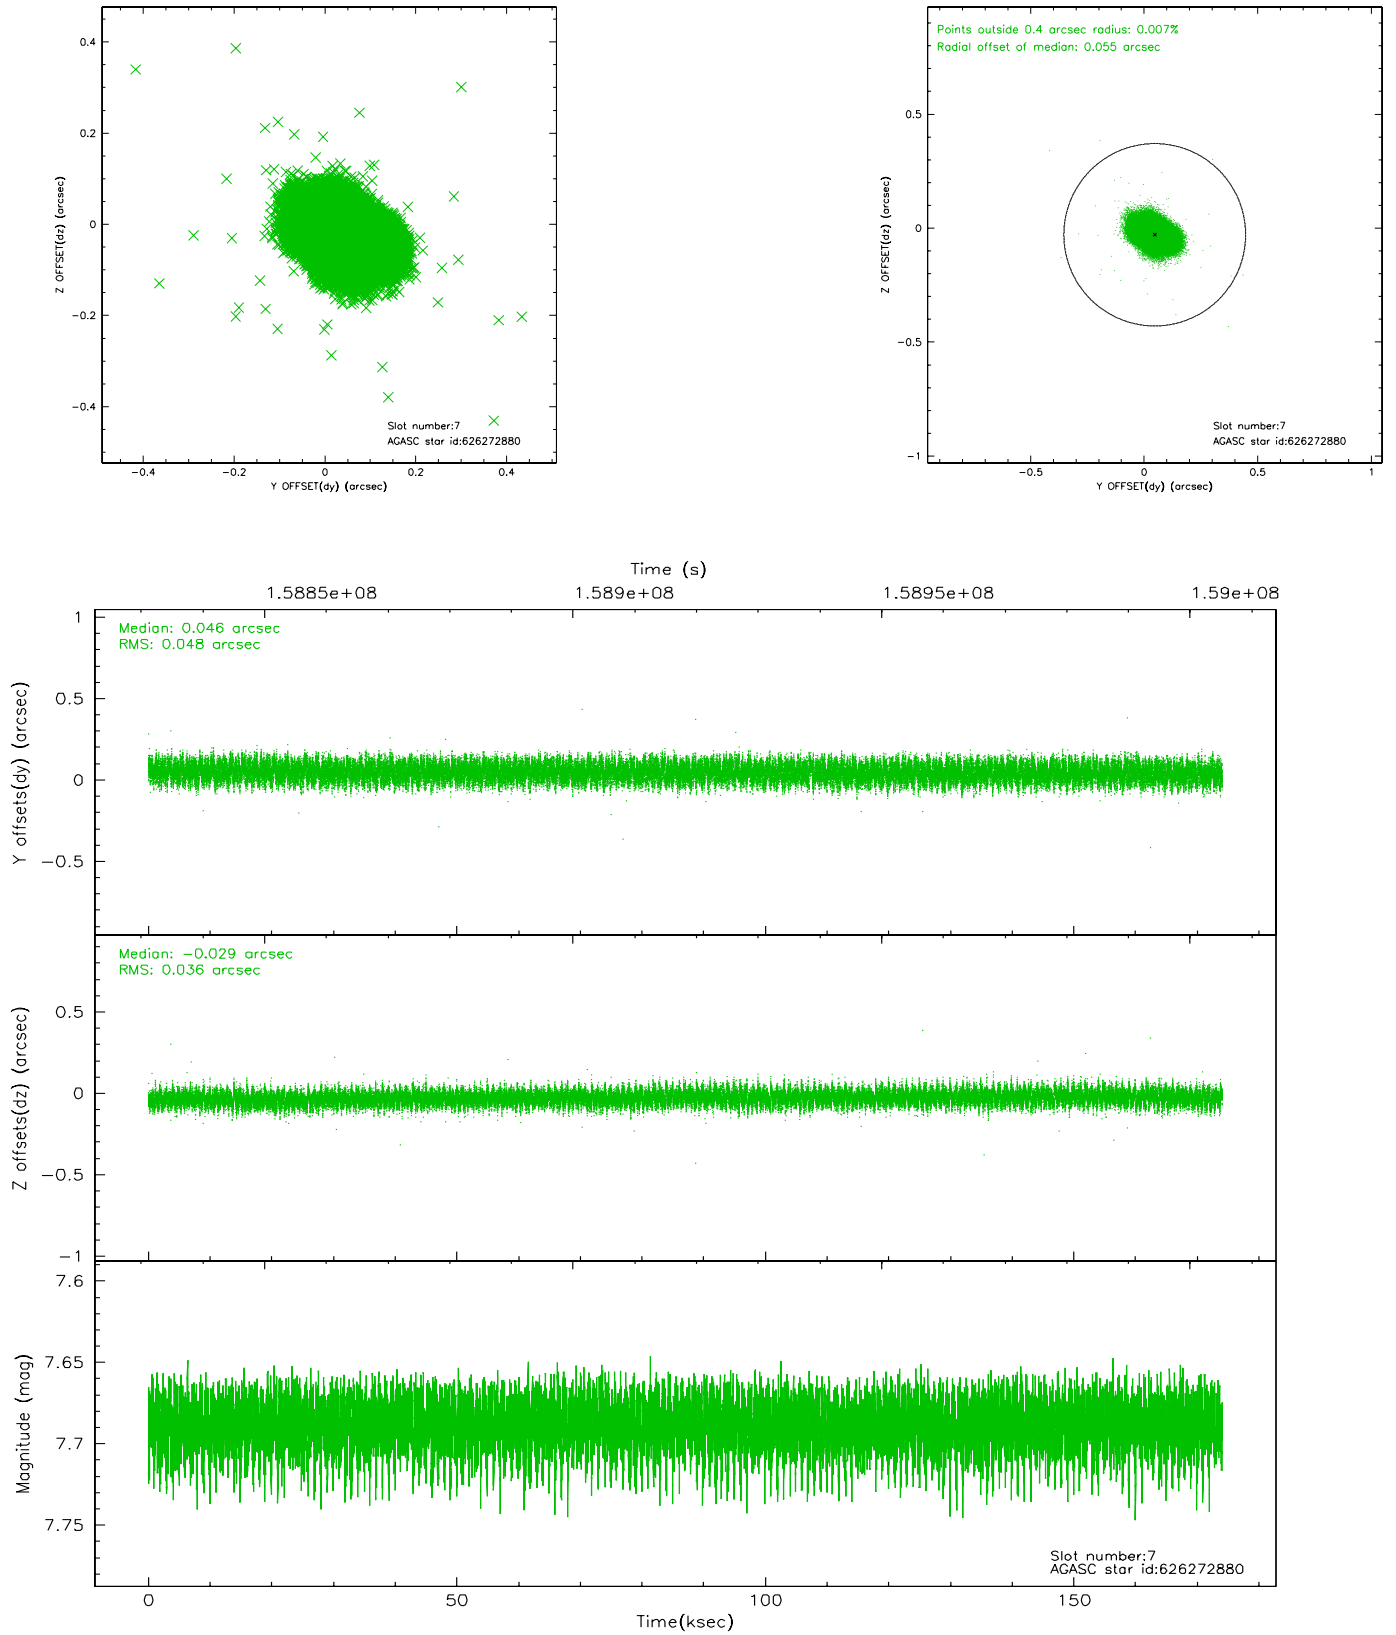 0.4
0.2
0
−0.2
−0.4
Z OFFSET(dz) (arcsec)
Slot number:7
AGASC star id:626272880
−0.4 −0.2 0 0.2 0.4
Y OFFSET(dy) (arcsec)
Points outside 0.4 arcsec radius: 0.007%
Radial offset of median: 0.055 arcsec
0.5
0
−0.5
−1
Z OFFSET(dz) (arcsec)
Slot number:7
AGASC star id:626272880
−0.5 0 0.5 1
Y OFFSET(dy) (arcsec)
Time (s)
1.5885e+08 1.589e+08 1.5895e+08 1.59e+08
Median: 0.046 arcsec
RMS: 0.048 arcsec
1
0.5
0
−0.5
Y offsets(dy) (arcsec)
Median: −0.029 arcsec
RMS: 0.036 arcsec
0.5
0
−0.5
−1
Z offsets(dz) (arcsec)
7.6
7.65
7.7
7.75
Magnitude (mag)
Slot number:7
AGASC star id:626272880
0 50 100 150
Time(ksec)